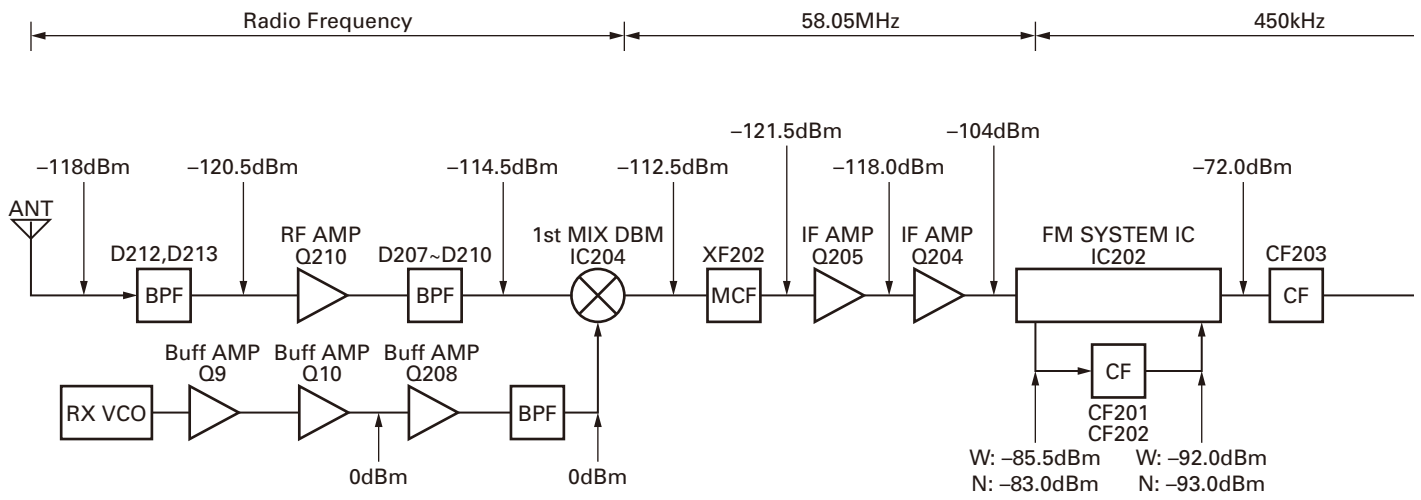 Radio Frequency
58.05MHz
450kHz
–121.5dBm
–118dBm
–120.5dBm
–114.5dBm
–112.5dBm
–118.0dBm
–104dBm
–72.0dBm
ANT
D212,D213
BPF
RF AMP
Q210
D207~D210
BPF
1st MIX DBM
IC204
XF202
MCF
IF AMP
Q205
IF AMP
Q204
FM SYSTEM IC
IC202
CF203
CF
RX VCO
Buff AMP
Q9
Buff AMP
Q10
Buff AMP
Q208
BPF
CF
CF201
CF202
0dBm
0dBm
W: –85.5dBm
N: –83.0dBm
W: –92.0dBm
N: –93.0dBm